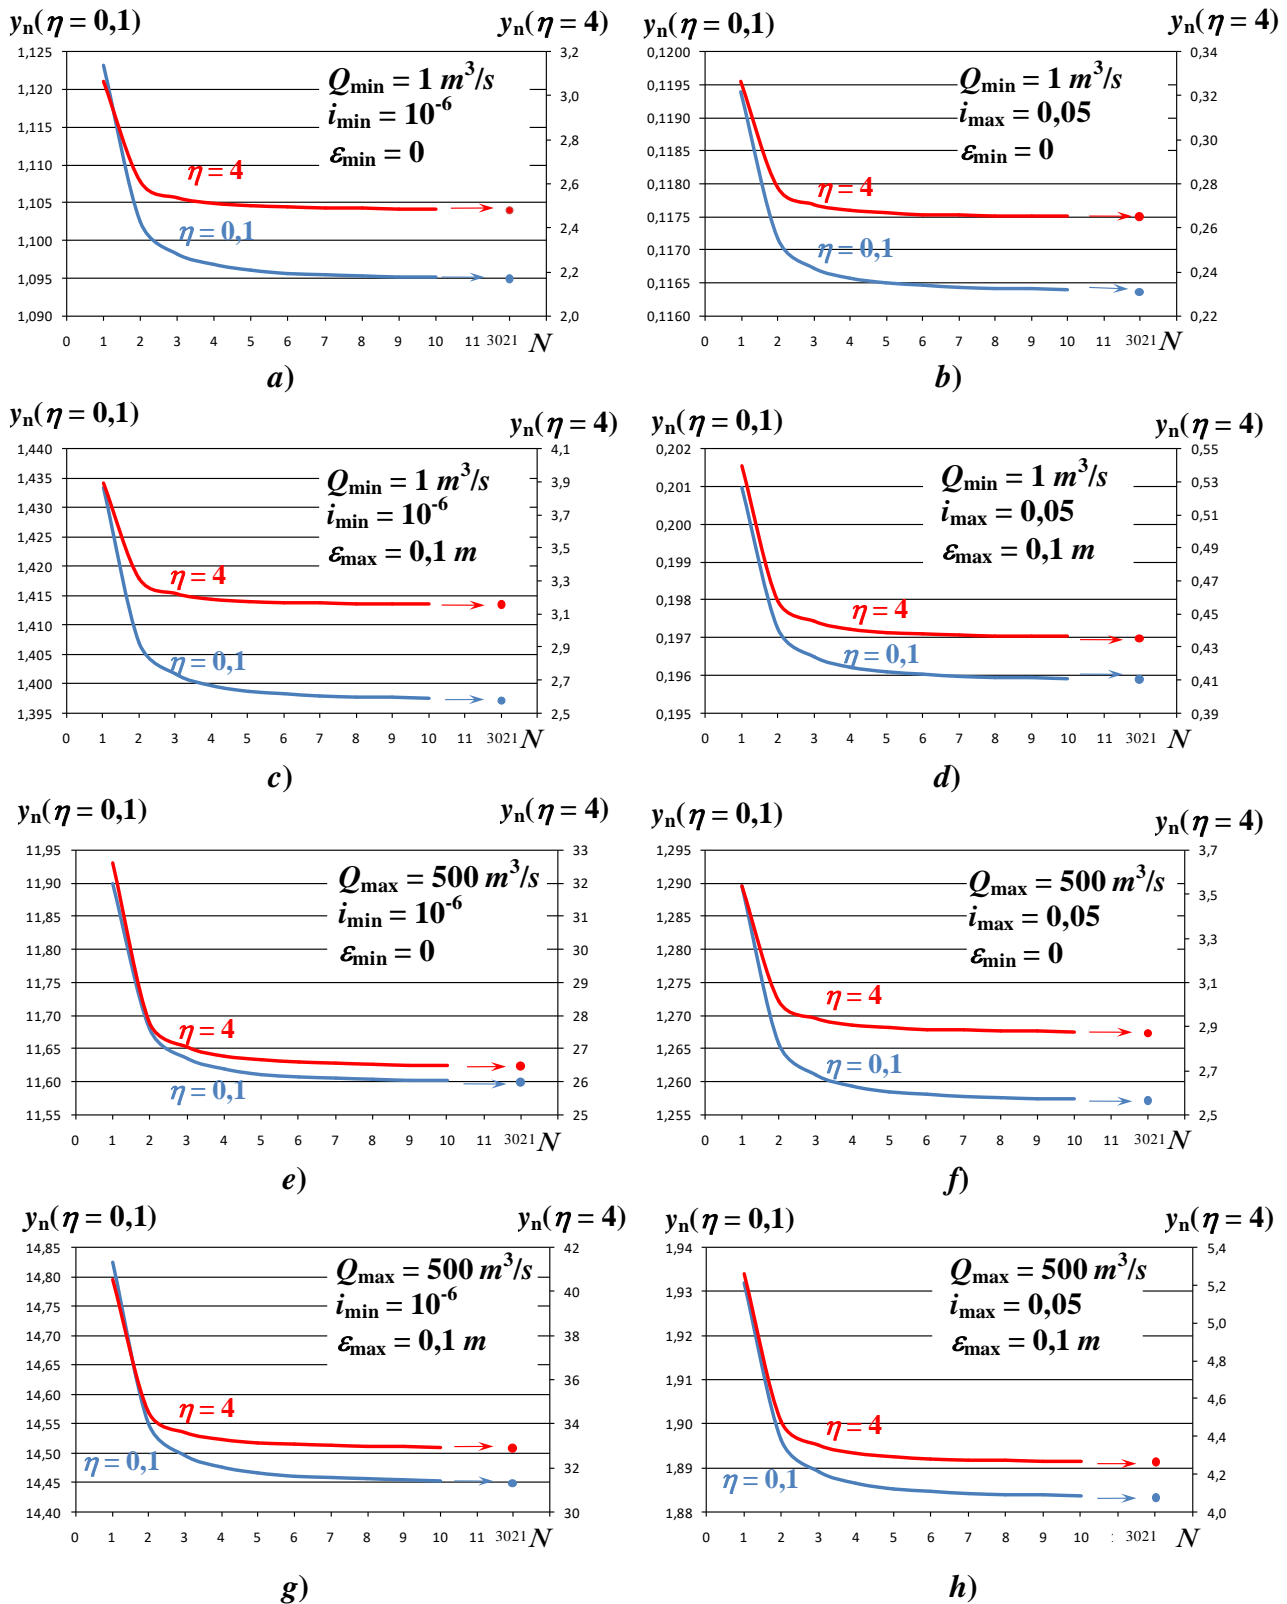 yn(η = 0,1)
yn(η = 4)
1,125
1,120
1,115
1,110
1,105
1,100
1,095
1,090
3,2
3,0
2,8
2,6
2,4
2,2
2,0
Qmin = 1 m³/s
imin = 10⁻⁶
εmin = 0
η = 4
η = 0,1
0 1 2 3 4 5 6 7 8 9 10 11 3021 N
a)
yn(η = 0,1)
yn(η = 4)
0,1200
0,1195
0,1190
0,1185
0,1180
0,1175
0,1170
0,1165
0,1160
0,34
0,32
0,30
0,28
0,26
0,24
0,22
Qmin = 1 m³/s
imax = 0,05
εmin = 0
η = 4
η = 0,1
0 1 2 3 4 5 6 7 8 9 10 11 3021 N
b)
yn(η = 0,1)
yn(η = 4)
1,440
1,435
1,430
1,425
1,420
1,415
1,410
1,405
1,400
1,395
4,1
3,9
3,7
3,5
3,3
3,1
2,9
2,7
2,5
Qmin = 1 m³/s
imin = 10⁻⁶
εmax = 0,1 m
η = 4
η = 0,1
0 1 2 3 4 5 6 7 8 9 10 11 3021 N
c)
yn(η = 0,1)
yn(η = 4)
0,202
0,201
0,200
0,199
0,198
0,197
0,196
0,195
0,55
0,53
0,51
0,49
0,47
0,45
0,43
0,41
0,39
Qmin = 1 m³/s
imax = 0,05
εmax = 0,1 m
η = 4
η = 0,1
0 1 2 3 4 5 6 7 8 9 10 11 3021 N
d)
yn(η = 0,1)
yn(η = 4)
11,95
11,90
11,85
11,80
11,75
11,70
11,65
11,60
11,55
33
32
31
30
29
28
27
26
25
Qmax = 500 m³/s
imin = 10⁻⁶
εmin = 0
η = 4
η = 0,1
0 1 2 3 4 5 6 7 8 9 10 11 3021 N
e)
yn(η = 0,1)
yn(η = 4)
1,295
1,290
1,285
1,280
1,275
1,270
1,265
1,260
1,255
3,7
3,5
3,3
3,1
2,9
2,7
2,5
Qmax = 500 m³/s
imax = 0,05
εmin = 0
η = 4
η = 0,1
0 1 2 3 4 5 6 7 8 9 10 11 3021 N
f)
yn(η = 0,1)
yn(η = 4)
14,85
14,80
14,75
14,70
14,65
14,60
14,55
14,50
14,45
14,40
42
40
38
36
34
32
30
Qmax = 500 m³/s
imin = 10⁻⁶
εmax = 0,1 m
η = 4
η = 0,1
0 1 2 3 4 5 6 7 8 9 10 11 3021 N
g)
yn(η = 0,1)
yn(η = 4)
1,94
1,93
1,92
1,91
1,90
1,89
1,88
5,4
5,2
5,0
4,8
4,6
4,4
4,2
4,0
Qmax = 500 m³/s
imax = 0,05
εmax = 0,1 m
η = 4
η = 0,1
0 1 2 3 4 5 6 7 8 9 10 3021 N
h)